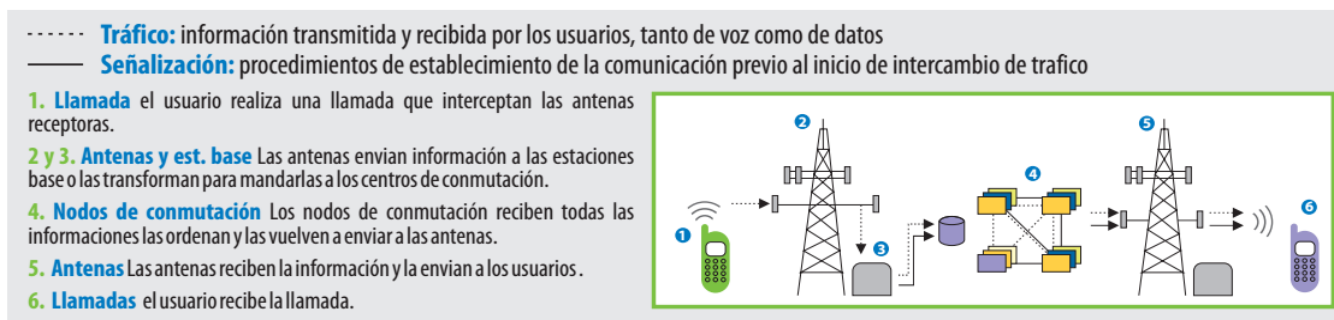 Tráfico: información transmitida y recibida por los usuarios, tanto de voz como de datos
Señalización: procedimientos de establecimiento de la comunicación previo al inicio de intercambio de trafico
1. Llamada el usuario realiza una llamada que interceptan las antenas
receptoras.
2 y 3. Antenas y est. base Las antenas envian información a las estaciones
base o las transforman para mandarlas a los centros de conmutación.
4. Nodos de conmutación Los nodos de conmutación reciben todas las
informaciones las ordenan y las vuelven a enviar a las antenas.
5. Antenas Las antenas reciben la información y la envian a los usuarios .
6. Llamadas el usuario recibe la llamada.
1
2
3
4
5
6